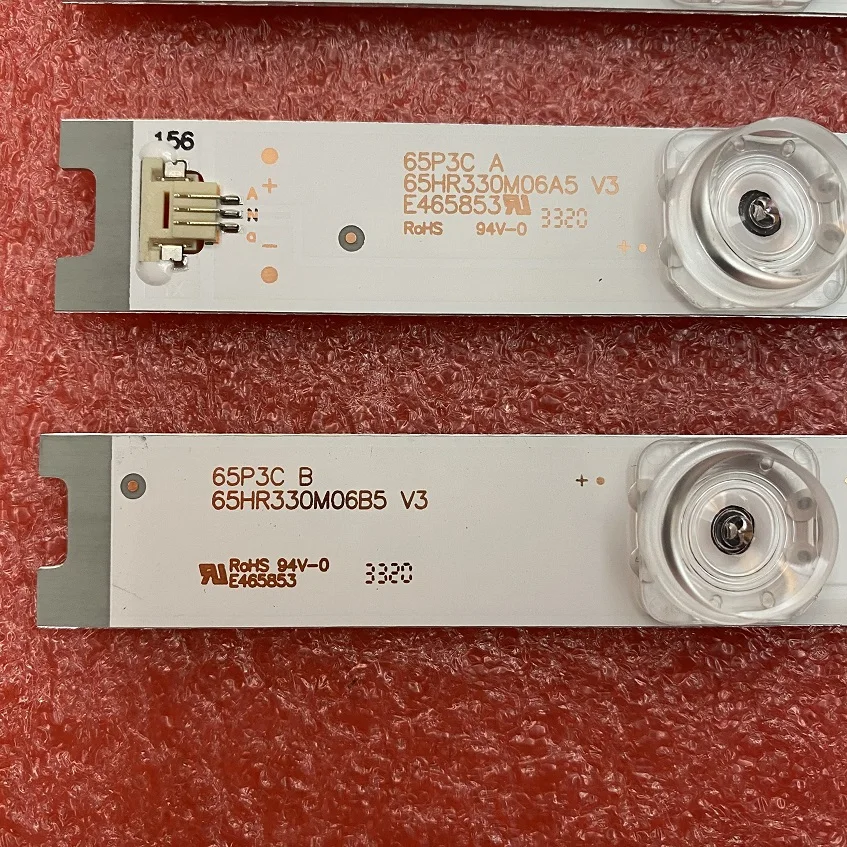 156
A +
N
a -
65P3C A
65HR330M06A5 V3
E465853
RoHS 94V-0 3320
+
65P3C B
65HR330M06B5 V3
RoHS 94V-0
E465853 3320
+